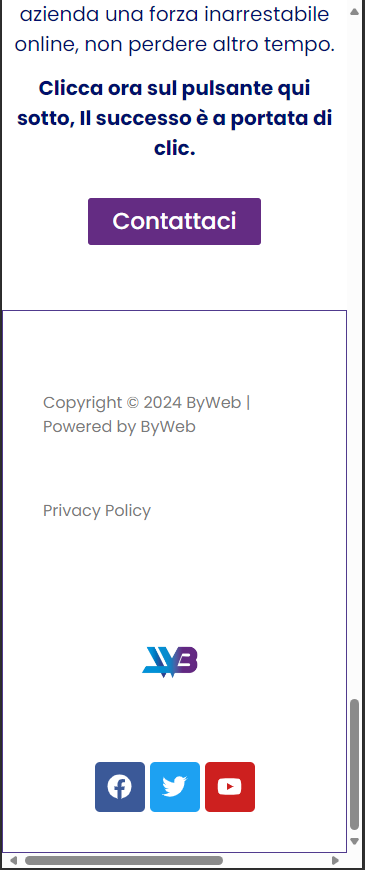 azienda una forza inarrestabile
online, non perdere altro tempo.
Clicca ora sul pulsante qui
sotto, Il successo è a portata di
clic.
Contattaci
Copyright © 2024 ByWeb |
Powered by ByWeb
Privacy Policy
WB